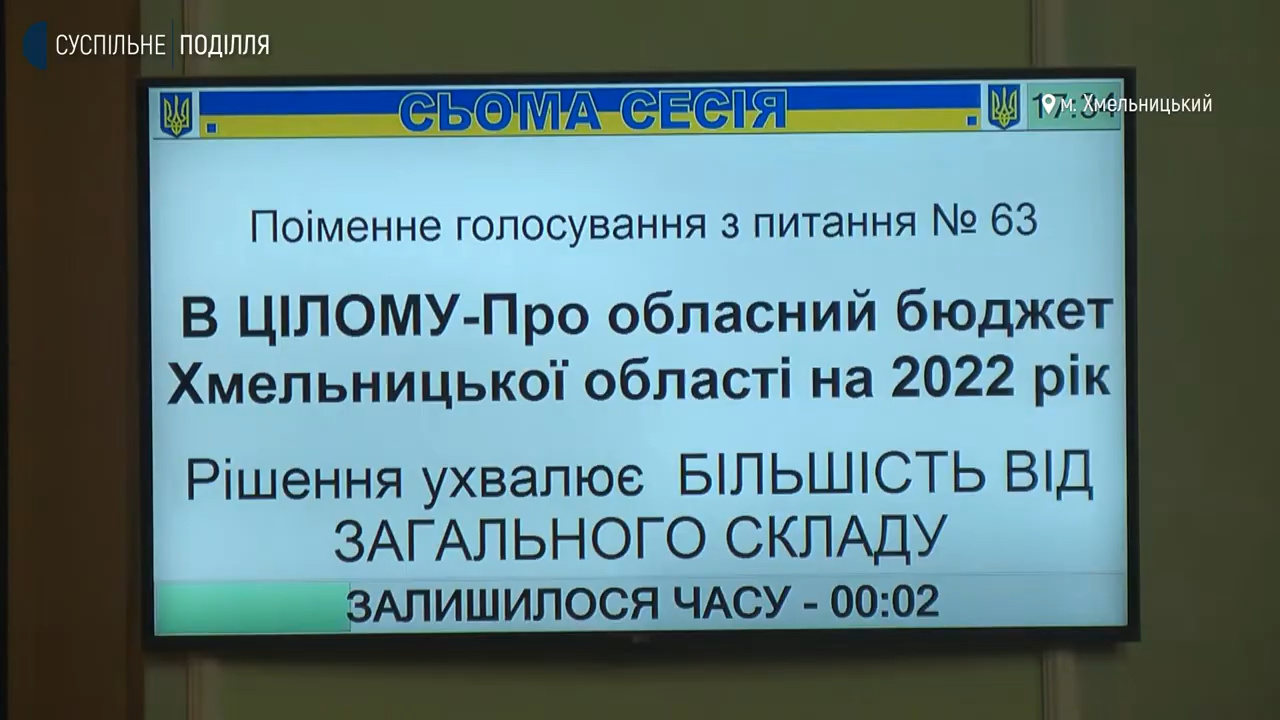 СУСПІЛЬНЕ ПОДІЛЛЯ
СЬОМА СЕСІЯ
м. Хмельницький
Поіменне голосування з питання № 63
В ЦІЛОМУ-Про обласний бюджет
Хмельницької області на 2022 рік
Рішення ухвалює БІЛЬШІСТЬ ВІД
ЗАГАЛЬНОГО СКЛАДУ
ЗАЛИШИЛОСЯ ЧАСУ - 00:02